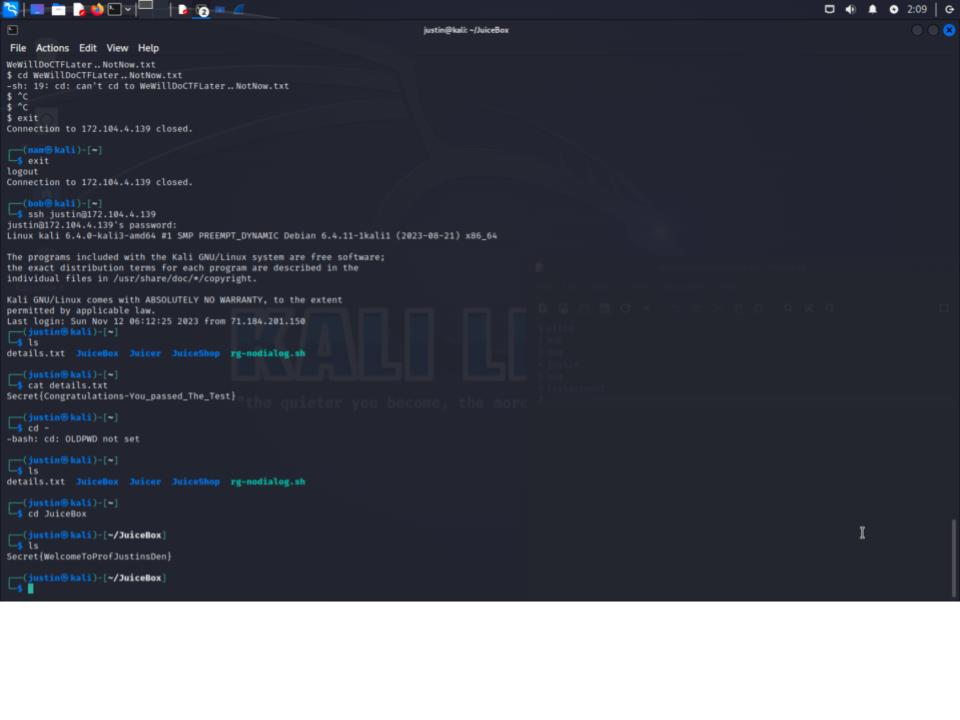 2
2:09
justin@kali: ~/JuiceBox
File Actions Edit View Help
WeWillDoCTFLater..NotNow.txt
$ cd WeWillDoCTFLater..NotNow.txt
-sh: 19: cd: can't cd to WeWillDoCTFLater..NotNow.txt
$ ^C
$ ^C
$ exit
Connection to 172.104.4.139 closed.
┌──(nam㉿kali)-[~]
└─$ exit
logout
Connection to 172.104.4.139 closed.
┌──(bob㉿kali)-[~]
└─$ ssh justin@172.104.4.139
justin@172.104.4.139's password:
Linux kali 6.4.0-kali3-amd64 #1 SMP PREEMPT_DYNAMIC Debian 6.4.11-1kali1 (2023-08-21) x86_64
The programs included with the Kali GNU/Linux system are free software;
the exact distribution terms for each program are described in the
individual files in /usr/share/doc/*/copyright.
Kali GNU/Linux comes with ABSOLUTELY NO WARRANTY, to the extent
permitted by applicable law.
Last login: Sun Nov 12 06:12:25 2023 from 71.184.201.150
┌──(justin㉿kali)-[~]
└─$ ls
details.txt JuiceBox Juicer JuiceShop rg-nodialog.sh
┌──(justin㉿kali)-[~]
└─$ cat details.txt
Secret{Congratulations-You_passed_The_Test}
┌──(justin㉿kali)-[~]
└─$ cd -
-bash: cd: OLDPWD not set
┌──(justin㉿kali)-[~]
└─$ ls
details.txt JuiceBox Juicer JuiceShop rg-nodialog.sh
┌──(justin㉿kali)-[~]
└─$ cd JuiceBox
┌──(justin㉿kali)-[~/JuiceBox]
└─$ ls
Secret{WelcomeToProfJustinsDen}
┌──(justin㉿kali)-[~/JuiceBox]
└─$
KALI LI
"the quieter you become, the more